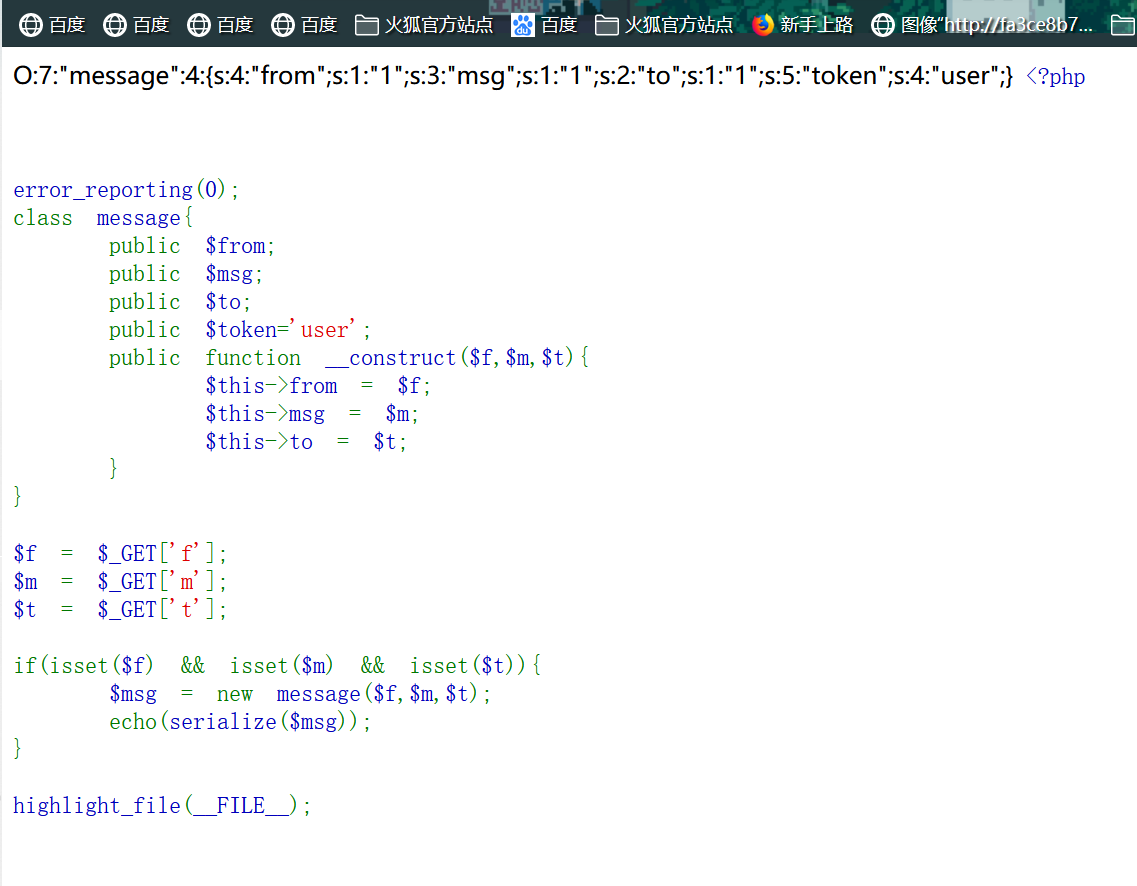 百度 百度 百度 百度 火狐官方站点 百度 火狐官方站点 新手上路 图像“http://fa3ce8b7...
O:7:"message":4:{s:4:"from";s:1:"1";s:3:"msg";s:1:"1";s:2:"to";s:1:"1";s:5:"token";s:4:"user";} <?php
error_reporting(0);
class message{
public $from;
public $msg;
public $to;
public $token='user';
public function __construct($f,$m,$t){
$this->from = $f;
$this->msg = $m;
$this->to = $t;
}
}
$f = $_GET['f'];
$m = $_GET['m'];
$t = $_GET['t'];
if(isset($f) && isset($m) && isset($t)){
$msg = new message($f,$m,$t);
echo(serialize($msg));
}
highlight_file(__FILE__);